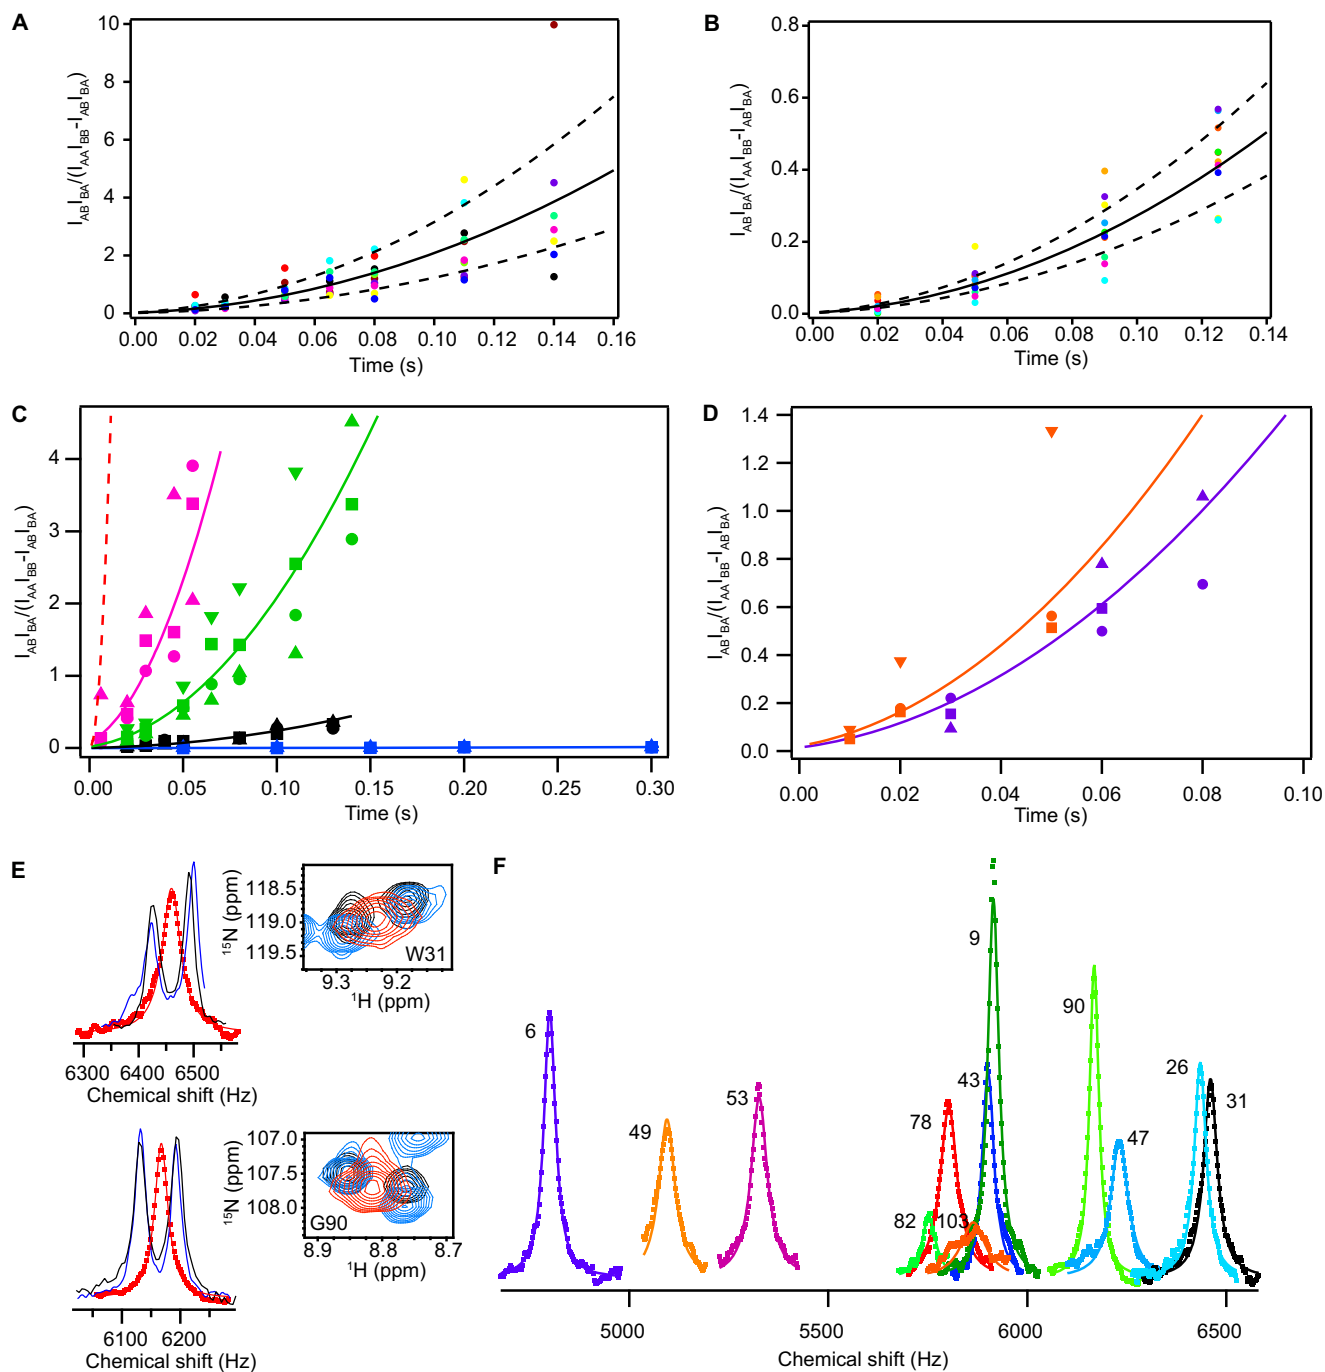 A
I_AB I_BA/(I_AA I_BB-I_AB I_BA)
10
8
6
4
2
0
0.00 0.02 0.04 0.06 0.08 0.10 0.12 0.14 0.16
Time (s)
B
I_AB I_BA/(I_AA I_BB-I_AB I_BA)
0.8
0.6
0.4
0.2
0.0
0.00 0.02 0.04 0.06 0.08 0.10 0.12 0.14
Time (s)
C
I_AB I_BA/(I_AA I_BB-I_AB I_BA)
4
3
2
1
0
0.00 0.05 0.10 0.15 0.20 0.25 0.30
Time (s)
D
I_AB I_BA/(I_AA I_BB-I_AB I_BA)
1.4
1.2
1.0
0.8
0.6
0.4
0.2
0.0
0.00 0.02 0.04 0.06 0.08 0.10
Time (s)
E
6300 6400 6500
Chemical shift (Hz)
15N (ppm)
118.5
119.0
119.5
W31
9.3 9.2
1H (ppm)
6100 6200
Chemical shift (Hz)
15N (ppm)
107.0
107.5
108.0
G90
8.9 8.8 8.7
1H (ppm)
F
6
49
53
82
78
103
43
9
90
47
26
31
5000 5500 6000 6500
Chemical shift (Hz)